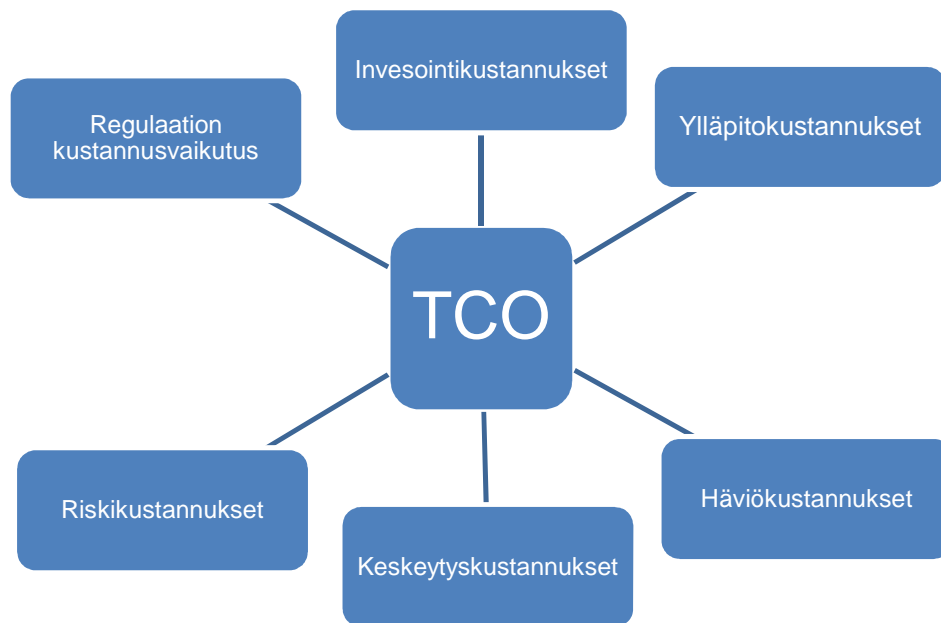 Invesointikustannukset
Regulaation
kustannusvaikutus
Ylläpitokustannukset
TCO
Riskikustannukset
Häviökustannukset
Keskeytyskustannukset